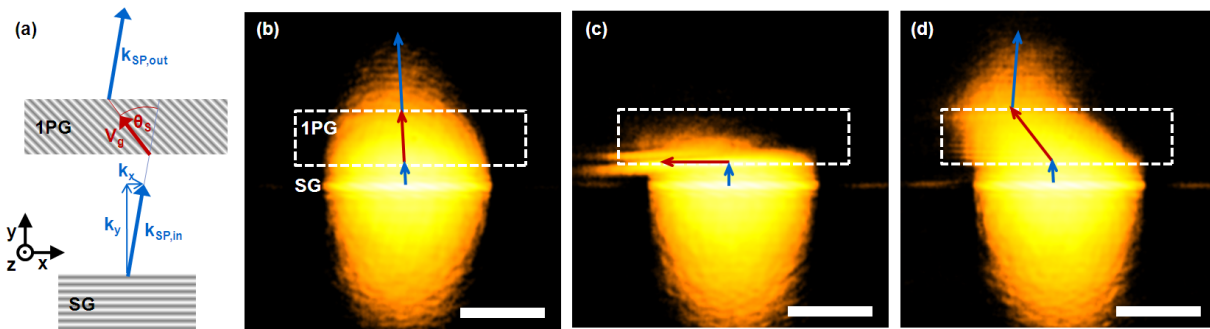 (a)
k_SP,out
1PG
θ_S
V_g
k_x
k_y
k_SP,in
y
z
x
SG
(b)
1PG
SG
(c)
(d)